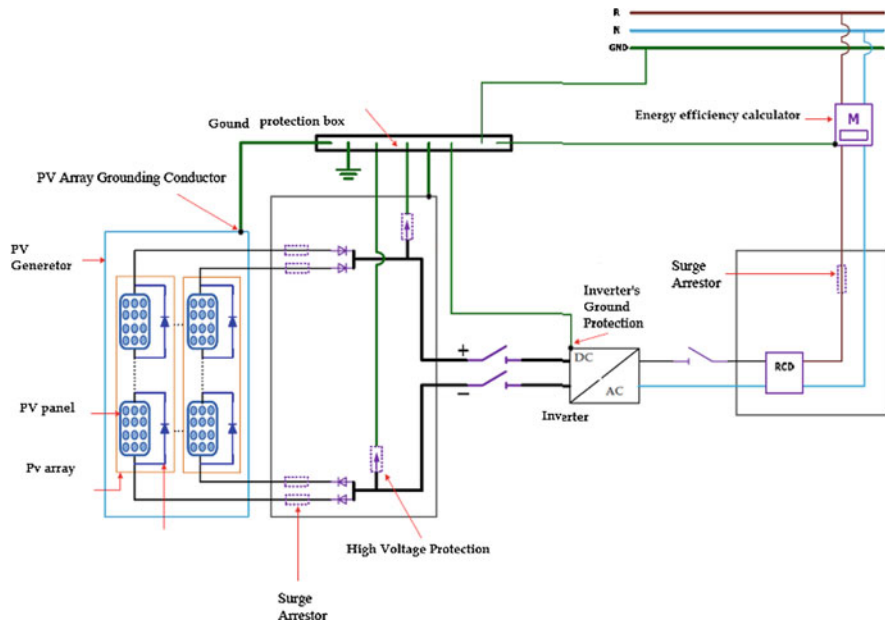 R
N
GND
Energy efficiency calculator
M
Gound protection box
PV Array Grounding Conductor
PV
Generetor
Surge
Arrestor
Inverter's
Ground
Protection
+
DC
AC
RCD
−
Inverter
PV panel
Pv array
High Voltage Protection
Surge
Arrestor